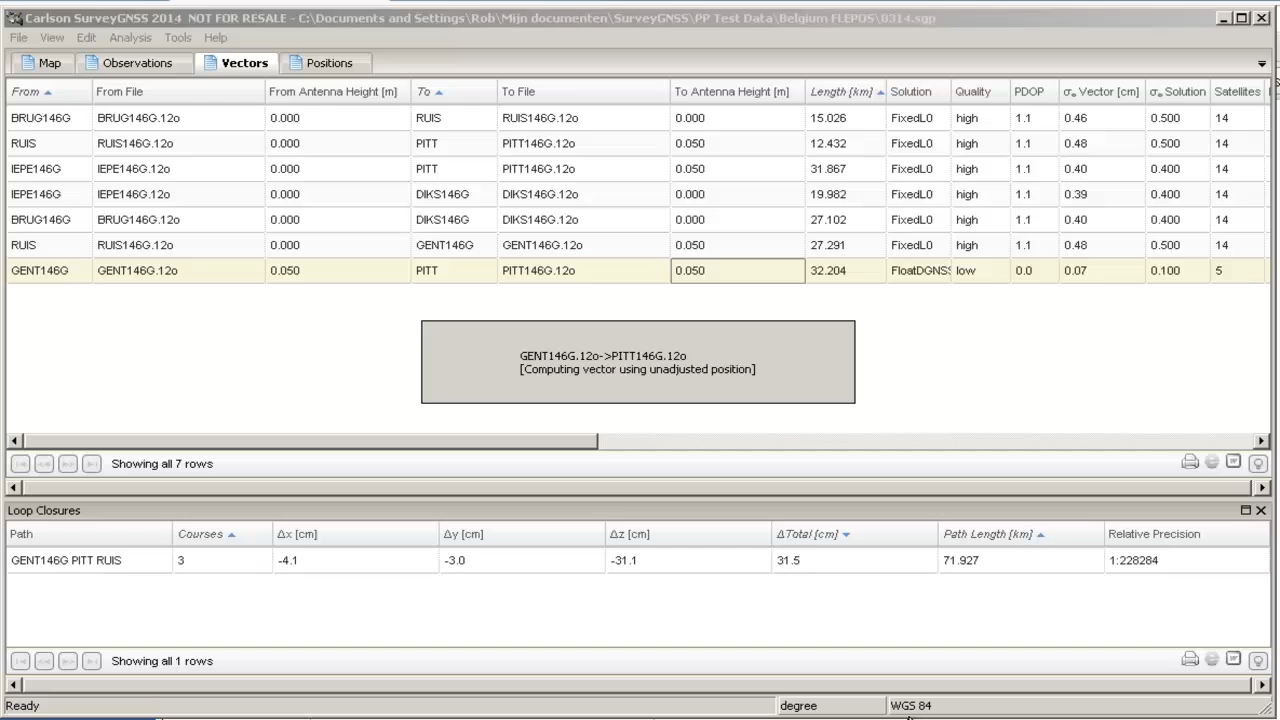 Carlson SurveyGNSS 2014 NOT FOR RESALE - C:\Documents and Settings\Rob\Mijn documenten\SurveyGNSS\PP Test Data\Belgium FLEPOS\0314.sgp
File View Edit Analysis Tools Help
Map Observations Vectors Positions
From From File From Antenna Height [m] To To File To Antenna Height [m] Length [km] Solution Quality PDOP σ₀ Vector [cm] σ₀ Solution Satellites
BRUG146G BRUG146G.12o 0.000 RUIS RUIS146G.12o 0.000 15.026 FixedL0 high 1.1 0.46 0.500 14
RUIS RUIS146G.12o 0.000 PITT PITT146G.12o 0.050 12.432 FixedL0 high 1.1 0.48 0.500 14
IEPE146G IEPE146G.12o 0.000 PITT PITT146G.12o 0.050 31.867 FixedL0 high 1.1 0.40 0.400 14
IEPE146G IEPE146G.12o 0.000 DIKS146G DIKS146G.12o 0.000 19.982 FixedL0 high 1.1 0.39 0.400 14
BRUG146G BRUG146G.12o 0.000 DIKS146G DIKS146G.12o 0.000 27.102 FixedL0 high 1.1 0.40 0.400 14
RUIS RUIS146G.12o 0.000 GENT146G GENT146G.12o 0.050 27.291 FixedL0 high 1.1 0.48 0.500 14
GENT146G GENT146G.12o 0.050 PITT PITT146G.12o 0.050 32.204 FloatDGNSS low 0.0 0.07 0.100 5
GENT146G.12o->PITT146G.12o
[Computing vector using unadjusted position]
Showing all 7 rows
Loop Closures
Path Courses Δx [cm] Δy [cm] Δz [cm] ΔTotal [cm] Path Length [km] Relative Precision
GENT146G PITT RUIS 3 -4.1 -3.0 -31.1 31.5 71.927 1:228284
Showing all 1 rows
Ready degree WGS 84